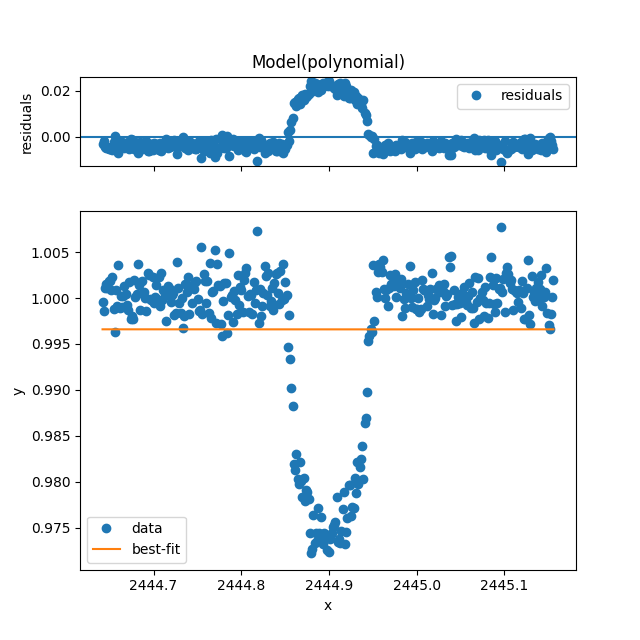 Model(polynomial)
0.02
0.00
residuals
residuals
1.005
1.000
0.995
0.990
0.985
0.980
0.975
y
data
best-fit
2444.7
2444.8
2444.9
2445.0
2445.1
x